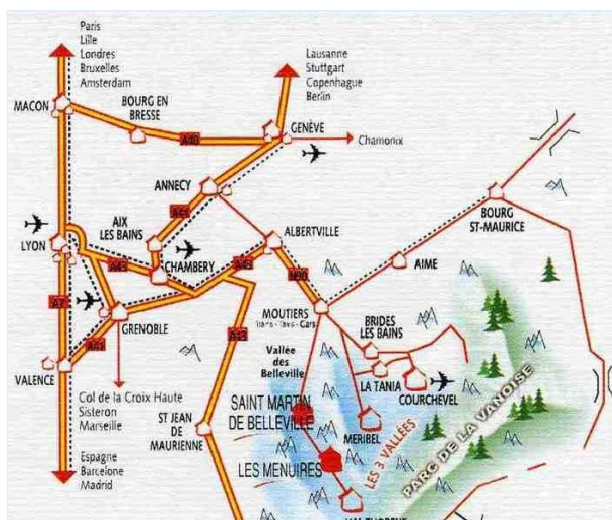 Paris
Lille
Londres
Bruxelles
Amsterdam
Lausanne
Stuttgart
Copenhague
Berlin
MACON
BOURG EN
BRESSE
A40
GENÈVE
Chamonix
ANNECY
A41
AIX
LES BAINS
LYON
A43
CHAMBERY
A43
ALBERTVILLE
N90
BOURG
ST-MAURICE
AIME
A7
GRENOBLE
MOUTIERS
Trains - Taxis - Cars
BRIDES
LES BAINS
VALENCE
Vallée
des
Belleville
LA TANIA
COURCHEVEL
Col de la Croix Haute
Sisteron
Marseille
ST JEAN
DE
MAURIENNE
SAINT MARTIN
DE BELLEVILLE
MERIBEL
LES MENUIRES
LES 3 VALLÉES
PARC DE LA VANOISE
Espagne
Barcelone
Madrid